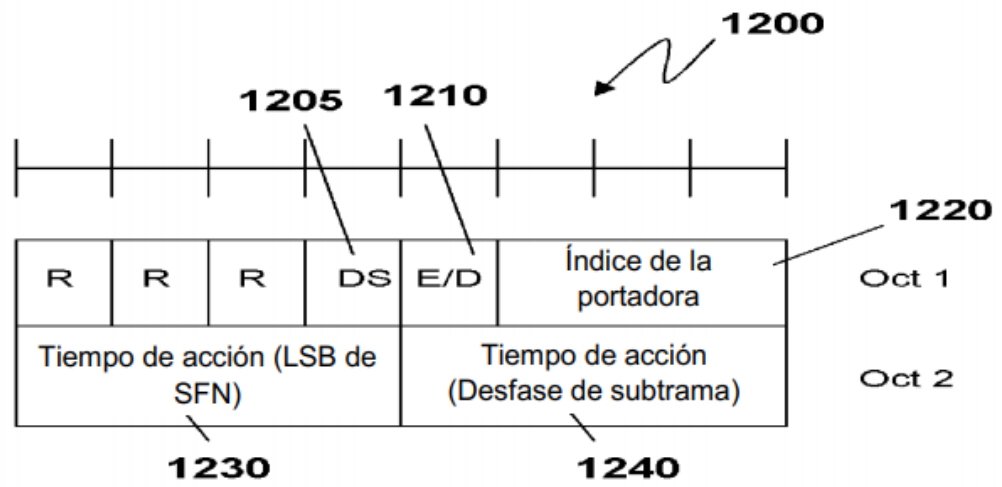 1200
1205 1210
1220
R R R DS E/D Índice de la Oct 1
portadora
Tiempo de acción (LSB de Tiempo de acción
SFN) (Desfase de subtrama) Oct 2
1230 1240